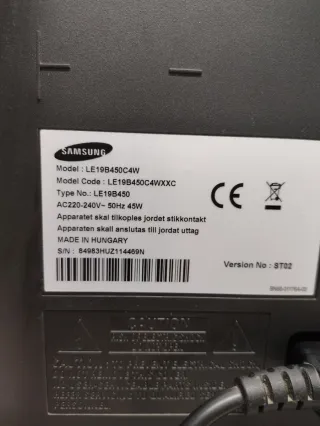 SAMSUNG
Model : LE19B450C4W
Model Code : LE19B450C4WXXC
Type No.: LE19B450
AC220-240V~ 50Hz 45W
Apparatet skal tilkoples jordet stikkontakt
Apparaten skall anslutas till jordat uttag
MADE IN HUNGARY
S/N : 84983HUZ114469N
Version No : ST02
CAUTION